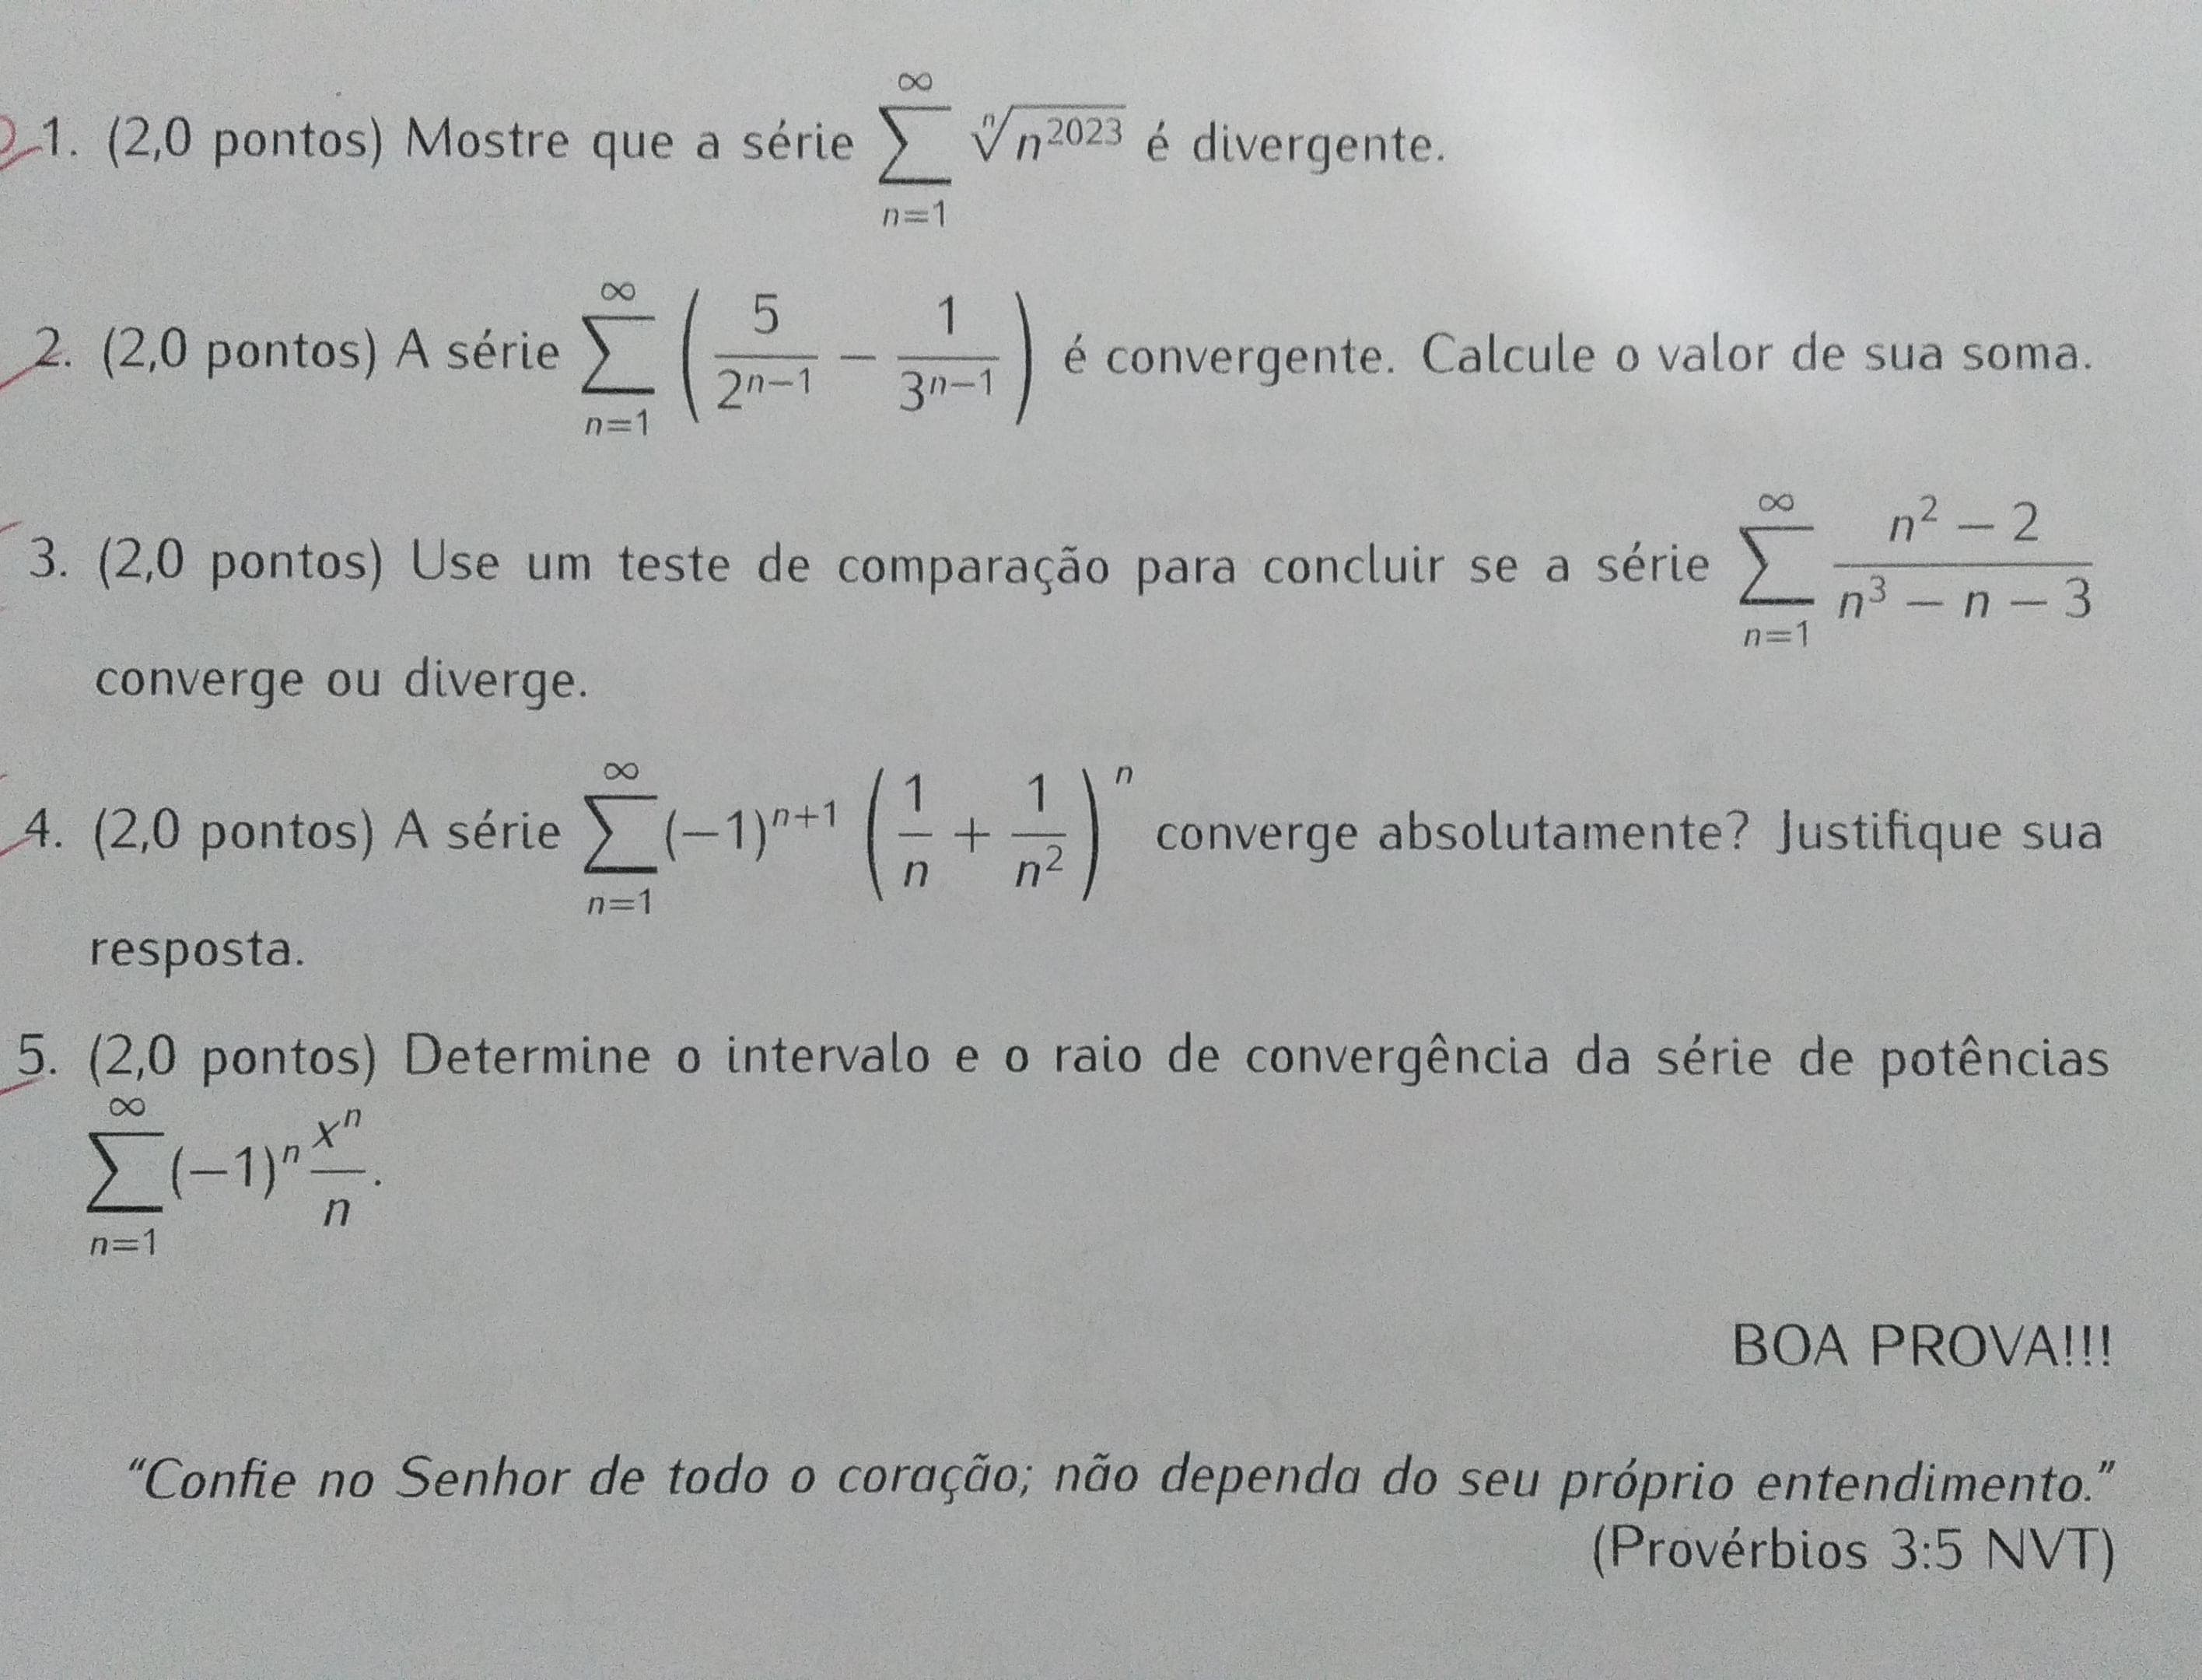 1. (2,0 pontos) Mostre que a série $\sum_{n=1}^{\infty} \sqrt[n]{n^{2023}}$ é divergente.
2. (2,0 pontos) A série $\sum_{n=1}^{\infty} \left( \frac{5}{2^{n-1}} - \frac{1}{3^{n-1}} \right)$ é convergente. Calcule o valor de sua soma.
3. (2,0 pontos) Use um teste de comparação para concluir se a série $\sum_{n=1}^{\infty} \frac{n^2 - 2}{n^3 - n - 3}$
converge ou diverge.
4. (2,0 pontos) A série $\sum_{n=1}^{\infty} (-1)^{n+1} \left( \frac{1}{n} + \frac{1}{n^2} \right)^n$ converge absolutamente? Justifique sua
resposta.
5. (2,0 pontos) Determine o intervalo e o raio de convergência da série de potências
$\sum_{n=1}^{\infty} (-1)^n \frac{x^n}{n}$.
BOA PROVA!!!
“Confie no Senhor de todo o coração; não dependa do seu próprio entendimento.”
(Provérbios 3:5 NVT)